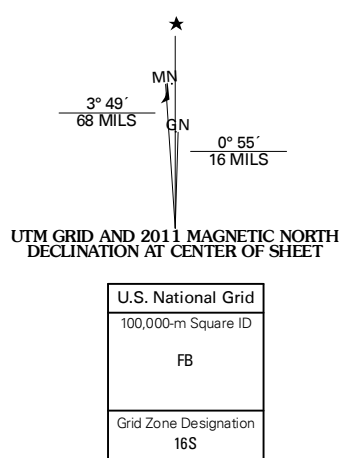 ★
MN
3° 49´
68 MILS
GN
0° 55´
16 MILS
UTM GRID AND 2011 MAGNETIC NORTH
DECLINATION AT CENTER OF SHEET
U.S. National Grid
100,000-m Square ID
FB
Grid Zone Designation
16S